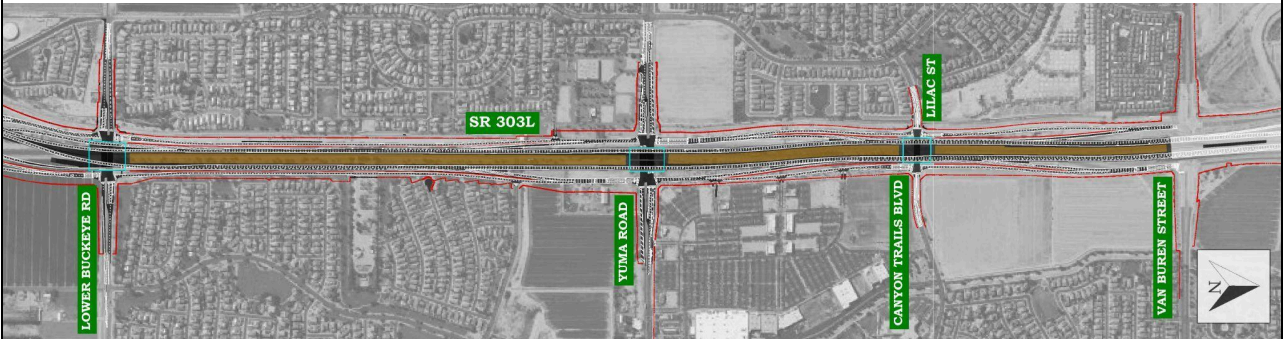 LILAC ST
SR 303L
LOWER BUCKEYE RD
YUMA ROAD
CANYON TRAILS BLVD
VAN BUREN STREET
N